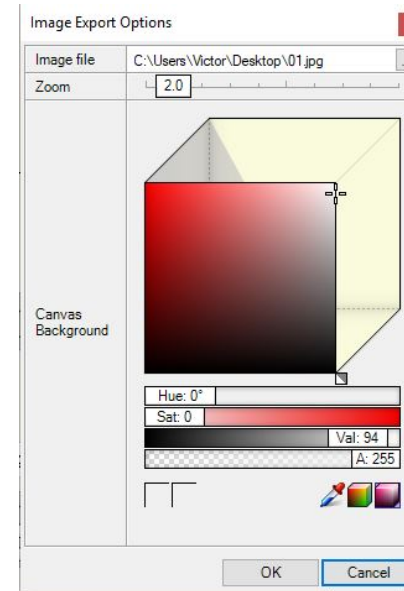 Image Export Options
Image file
C:\Users\Victor\Desktop\01.jpg
Zoom
2.0
Canvas
Background
Hue: 0°
Sat: 0
Val: 94
A: 255
OK
Cancel